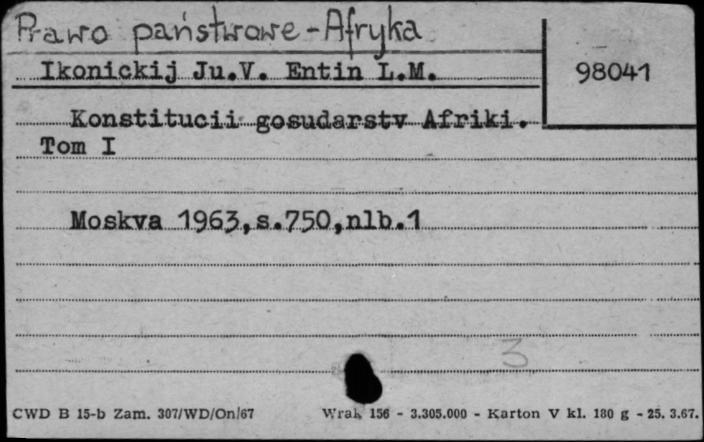 Prawo państwowe - Afryka
98041
Ikonickij Ju.V. Entin L.M.
Konstitucii gosudarstv Afriki.
Tom I
Moskva 1963,s.750,nlb.1
3
CWD B 15-b Zam. 307/WD/On/67 Wrak 156 - 3.305.000 - Karton V kl. 180 g - 25. 3.67.